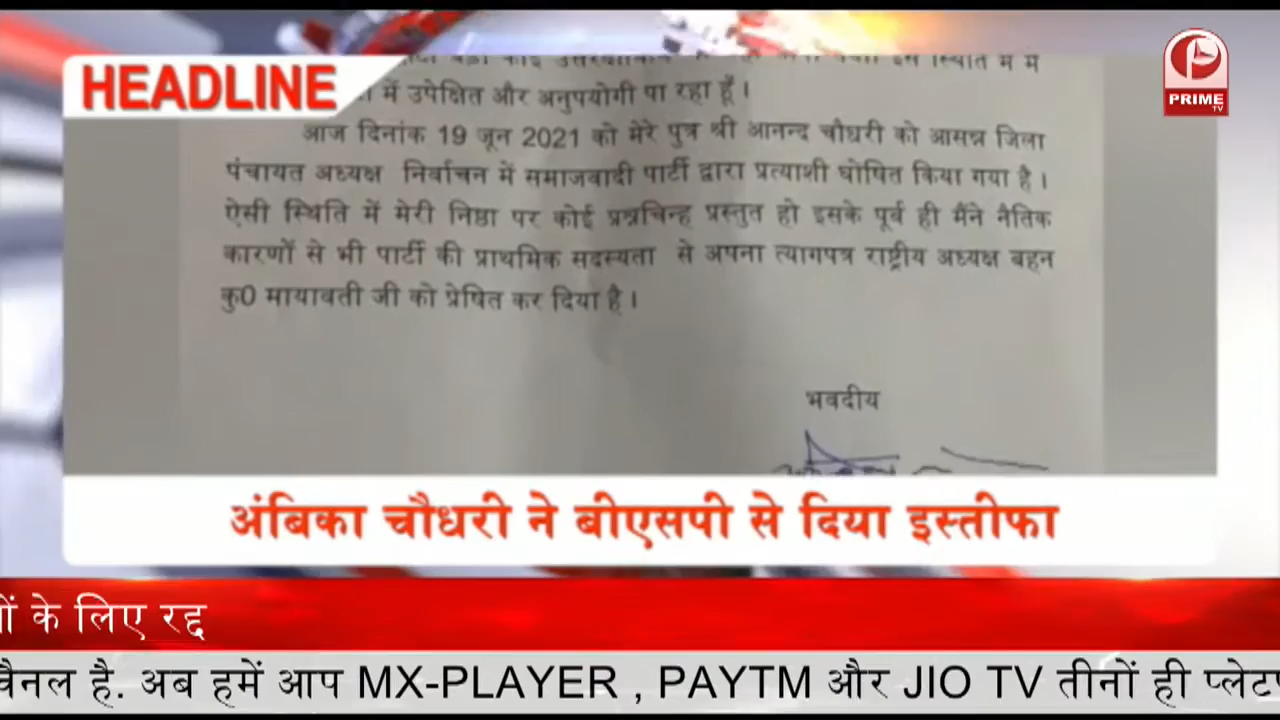 HEADLINE
PRIME
TV
में उपेक्षित और अनुपयोगी पा रहा हूँ।
आज दिनांक 19 जून 2021 को मेरे पुत्र श्री आनन्द चौधरी को आसन्न जिला
पंचायत अध्यक्ष निर्वाचन में समाजवादी पार्टी द्वारा प्रत्याशी घोषित किया गया है।
ऐसी स्थिति में मेरी निष्ठा पर कोई प्रश्नचिन्ह प्रस्तुत हो इसके पूर्व ही मैंने नैतिक
कारणों से भी पार्टी की प्राथमिक सदस्यता से अपना त्यागपत्र राष्ट्रीय अध्यक्ष बहन
कु0 मायावती जी को प्रेषित कर दिया है।
भवदीय
अंबिका चौधरी ने बीएसपी से दिया इस्तीफा
के लिए रद्द
है. अब हमें आप MX-PLAYER , PAYTM और JIO TV तीनों ही